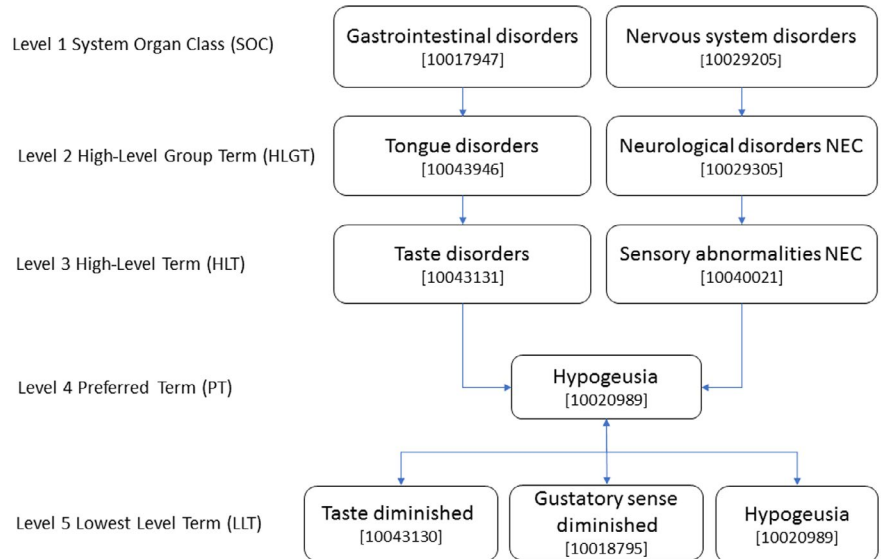 Level 1 System Organ Class (SOC)
Gastrointestinal disorders
[10017947]
Nervous system disorders
[10029205]
Level 2 High-Level Group Term (HLGT)
Tongue disorders
[10043946]
Neurological disorders NEC
[10029305]
Level 3 High-Level Term (HLT)
Taste disorders
[10043131]
Sensory abnormalities NEC
[10040021]
Level 4 Preferred Term (PT)
Hypogeusia
[10020989]
Level 5 Lowest Level Term (LLT)
Taste diminished
[10043130]
Gustatory sense
diminished
[10018795]
Hypogeusia
[10020989]